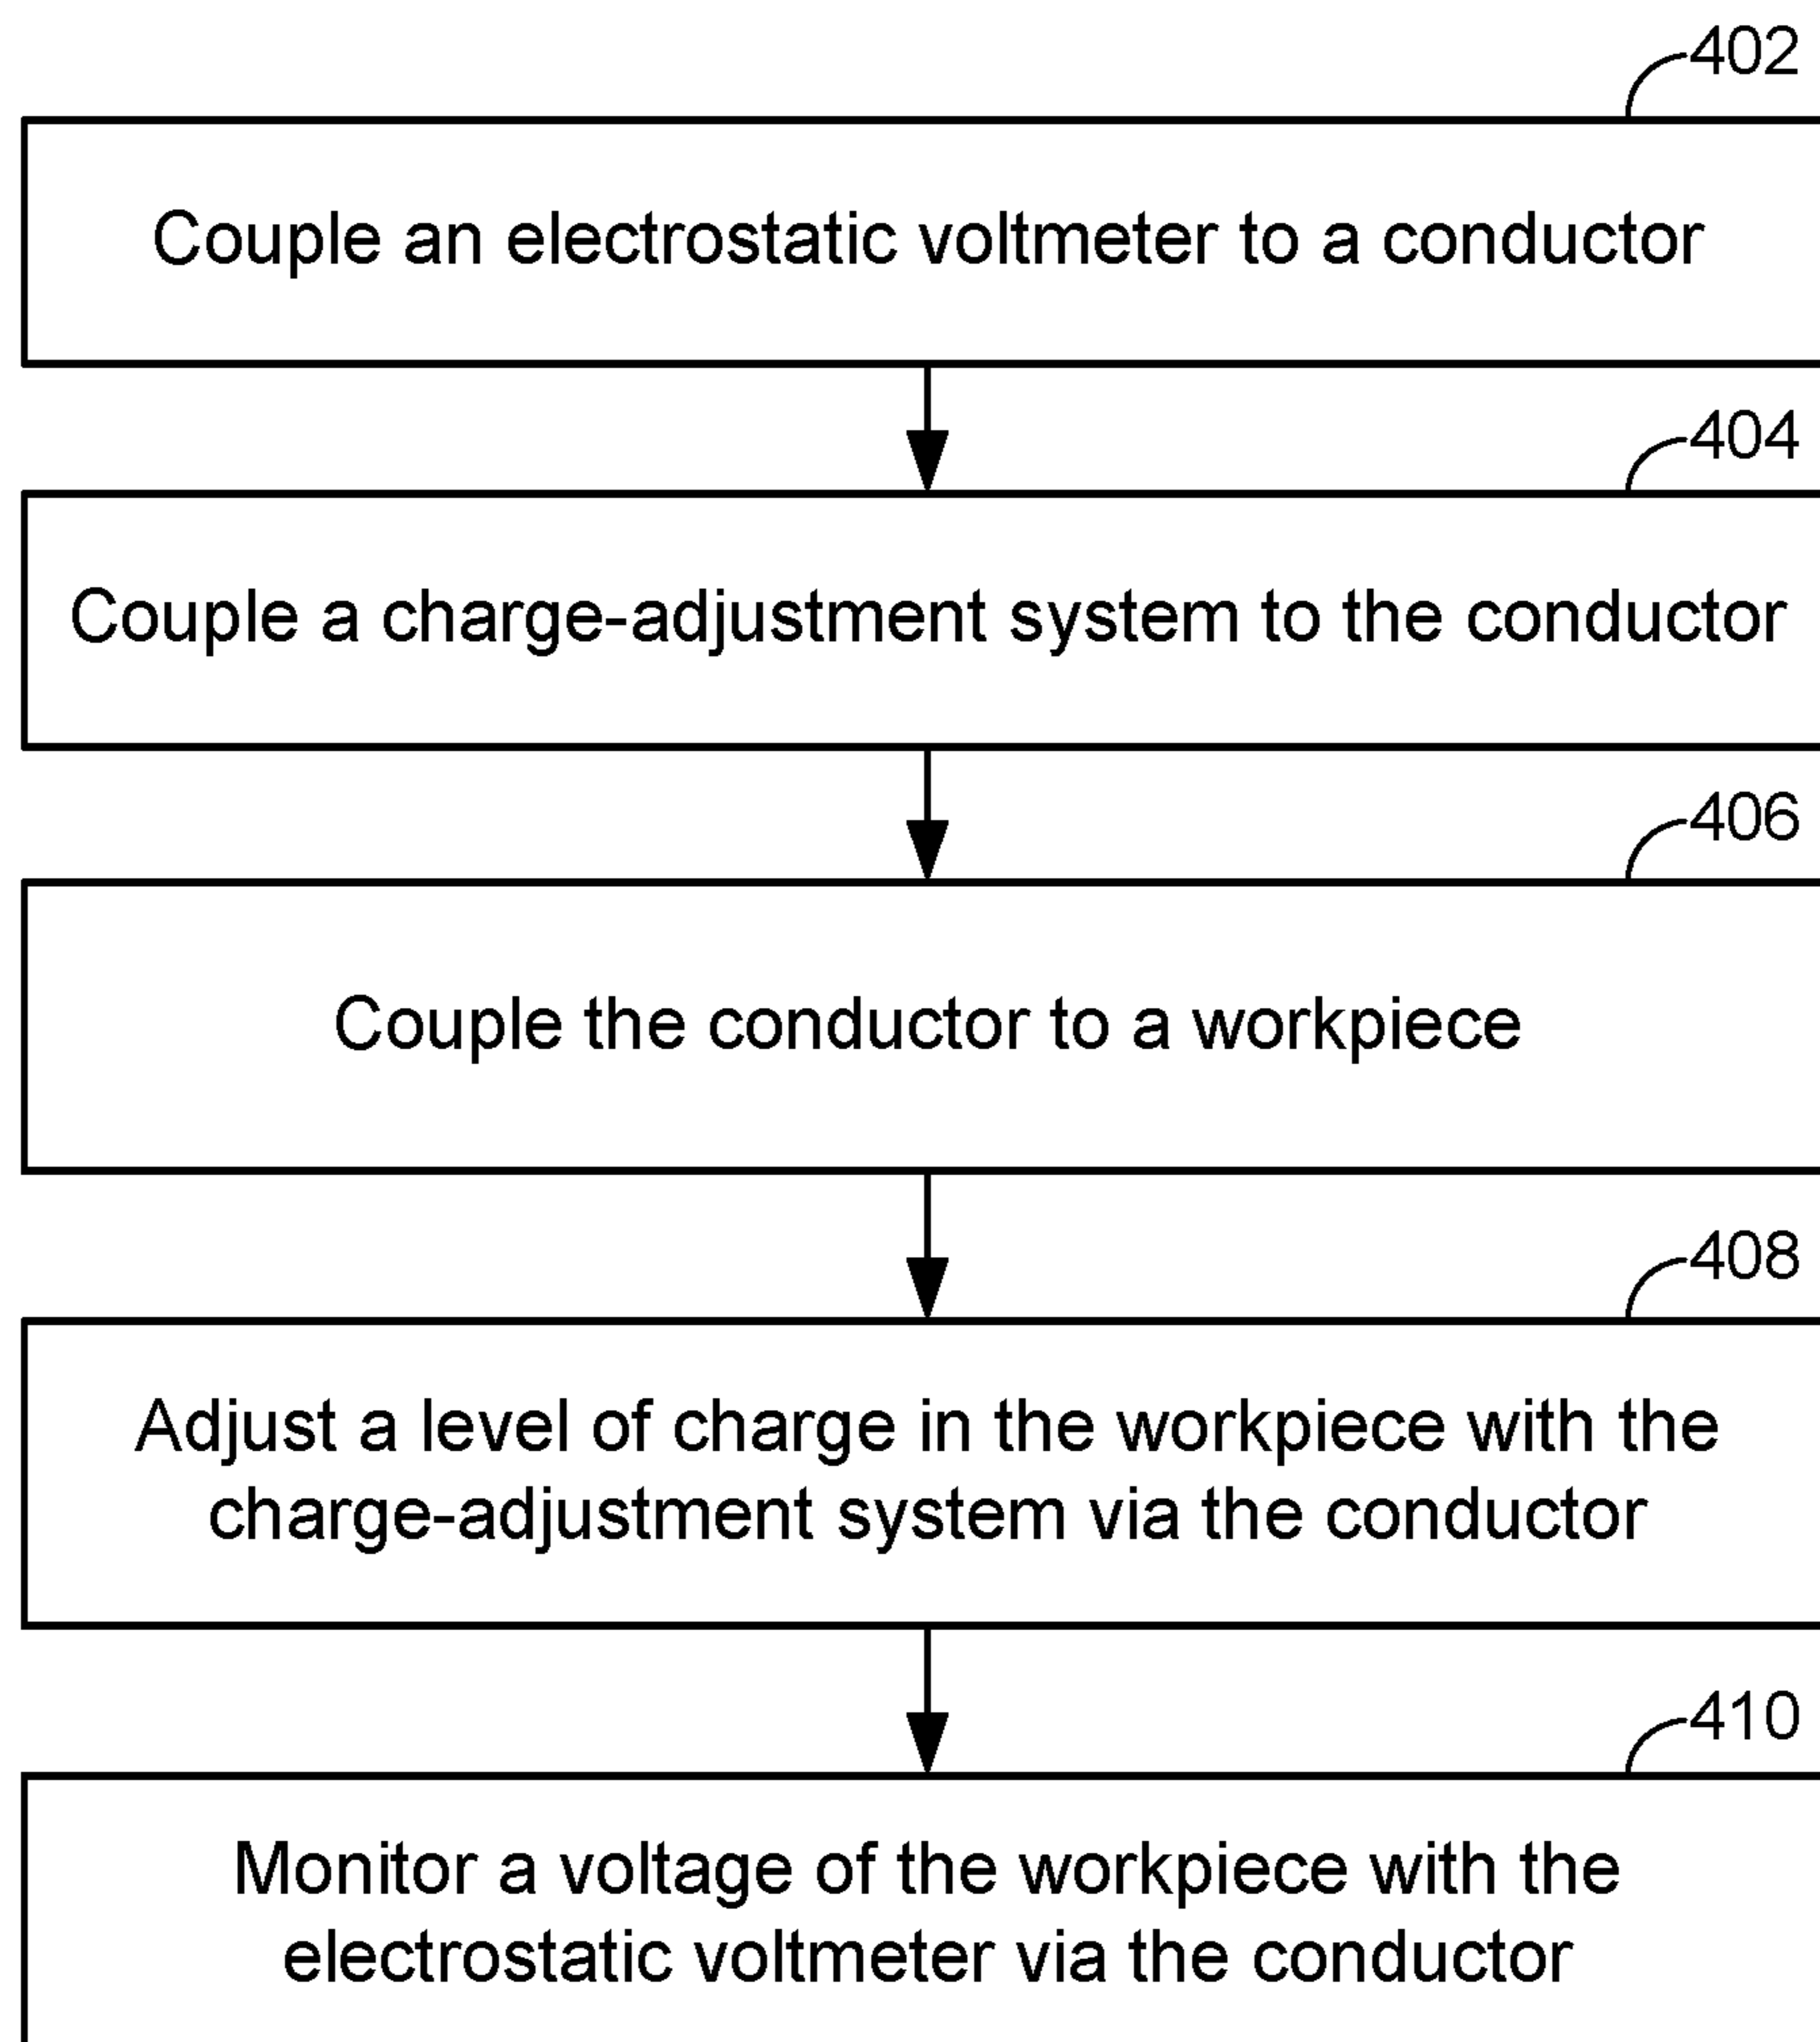 402
Couple an electrostatic voltmeter to a conductor
404
Couple a charge-adjustment system to the conductor
406
Couple the conductor to a workpiece
408
Adjust a level of charge in the workpiece with the
charge-adjustment system via the conductor
410
Monitor a voltage of the workpiece with the
electrostatic voltmeter via the conductor